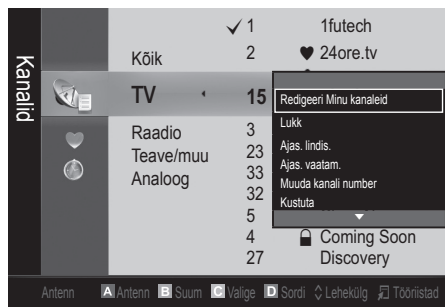 Kanalid
1 1futech
Kõik 2 24ore.tv
TV 15
Redigeeri Minu kanaleid
Lukk
Ajas. lindis.
Ajas. vaatam.
Muuda kanali number
Kustuta
Raadio 3
Teave/muu 23
Analoog 33
32
5
4 Coming Soon
27 Discovery
Antenn A Antenn B Suum C Valige D Sordi Lehekülg Tööriistad